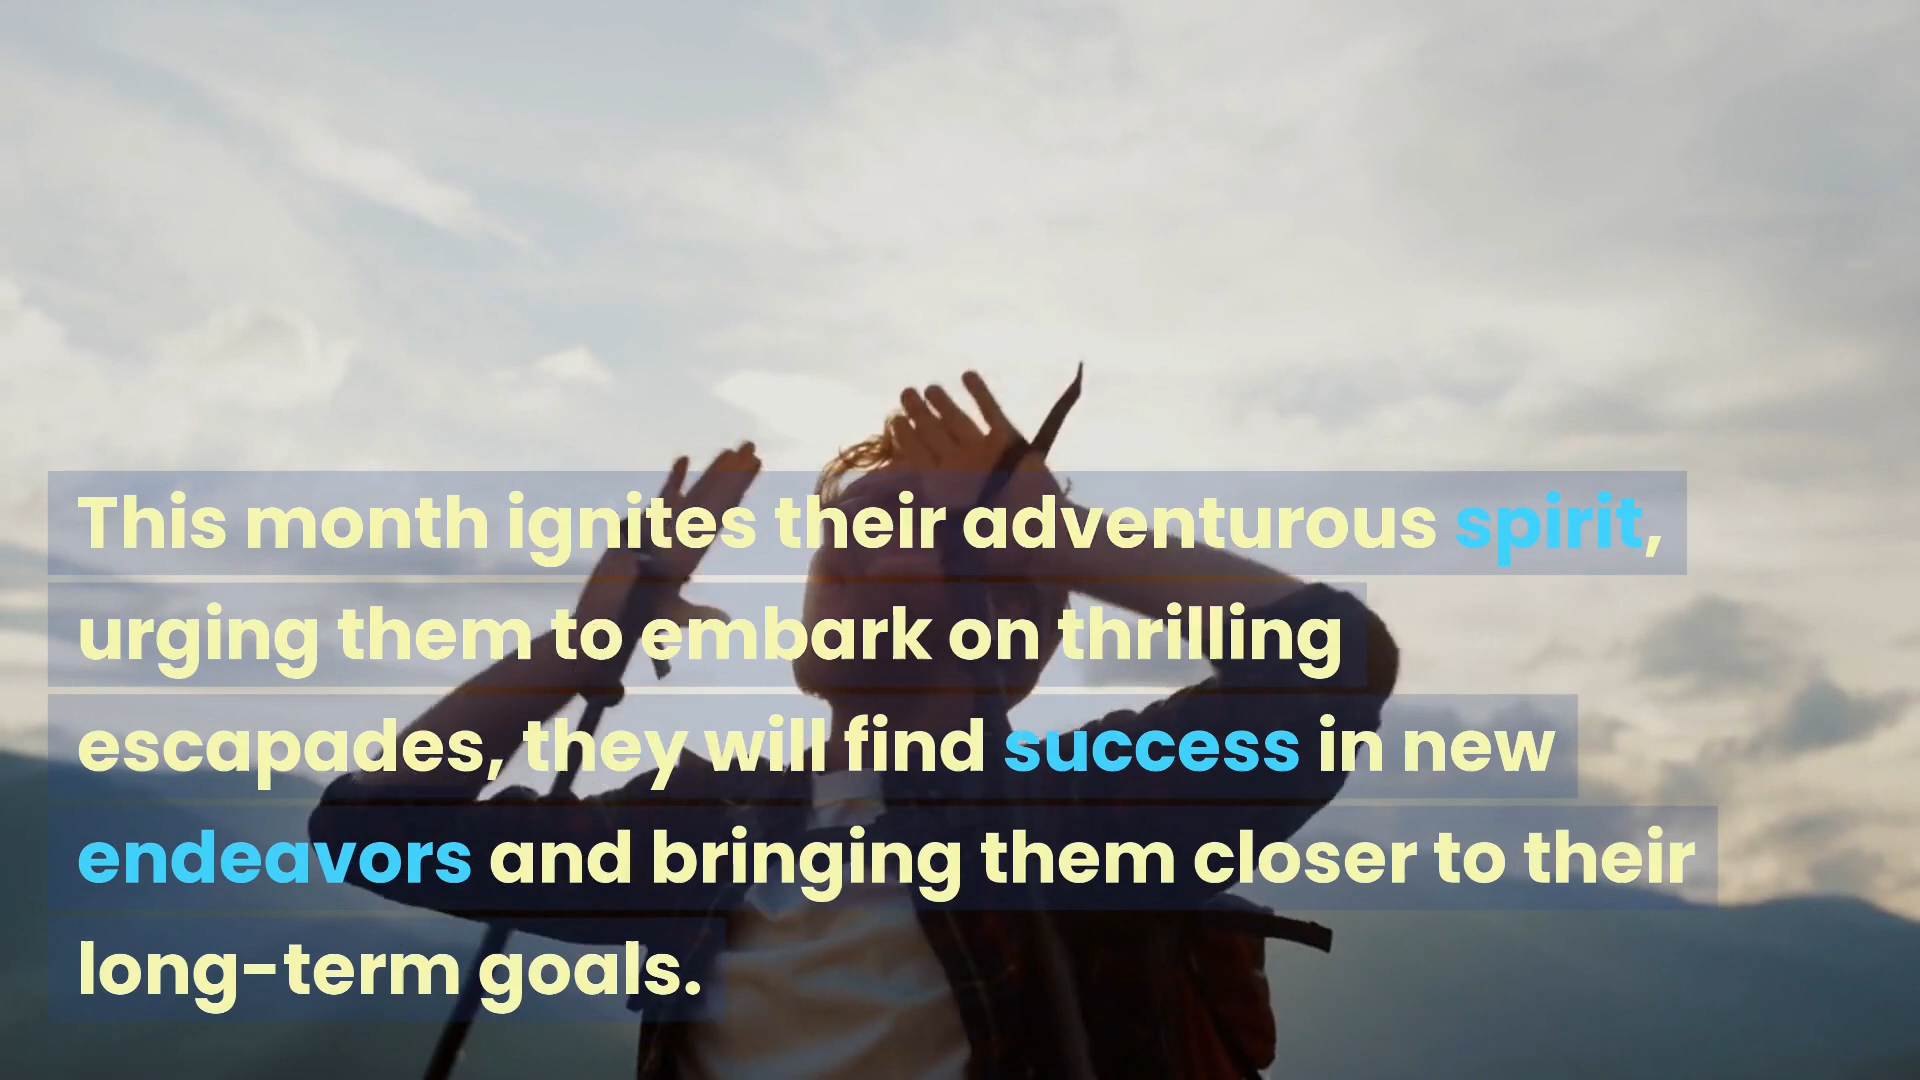 This month ignites their adventurous spirit,
urging them to embark on thrilling
escapades, they will find success in new
endeavors and bringing them closer to their
long-term goals.